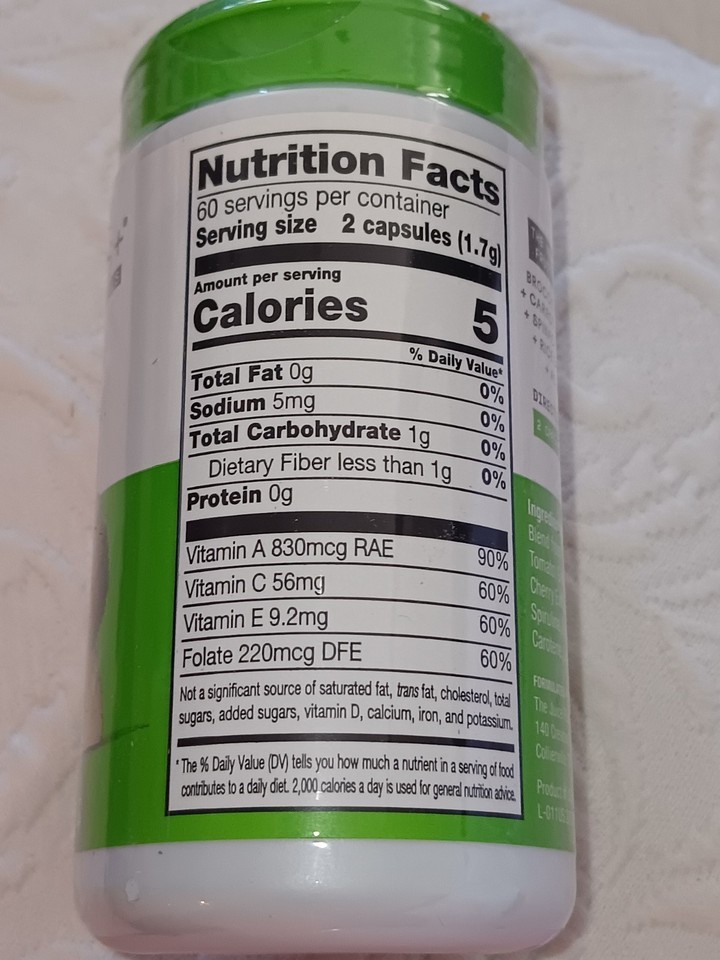 Nutrition Facts
60 servings per container
Serving size 2 capsules (1.7g)
Amount per serving
Calories 5
% Daily Value*
Total Fat 0g 0%
Sodium 5mg 0%
Total Carbohydrate 1g 0%
Dietary Fiber less than 1g 0%
Protein 0g
Vitamin A 830mcg RAE 90%
Vitamin C 56mg 60%
Vitamin E 9.2mg 60%
Folate 220mcg DFE 60%
Not a significant source of saturated fat, trans fat, cholesterol, total
sugars, added sugars, vitamin D, calcium, iron, and potassium.
* The % Daily Value (DV) tells you how much a nutrient in a serving of food
contributes to a daily diet. 2,000 calories a day is used for general nutrition advice.
Blend
The
140